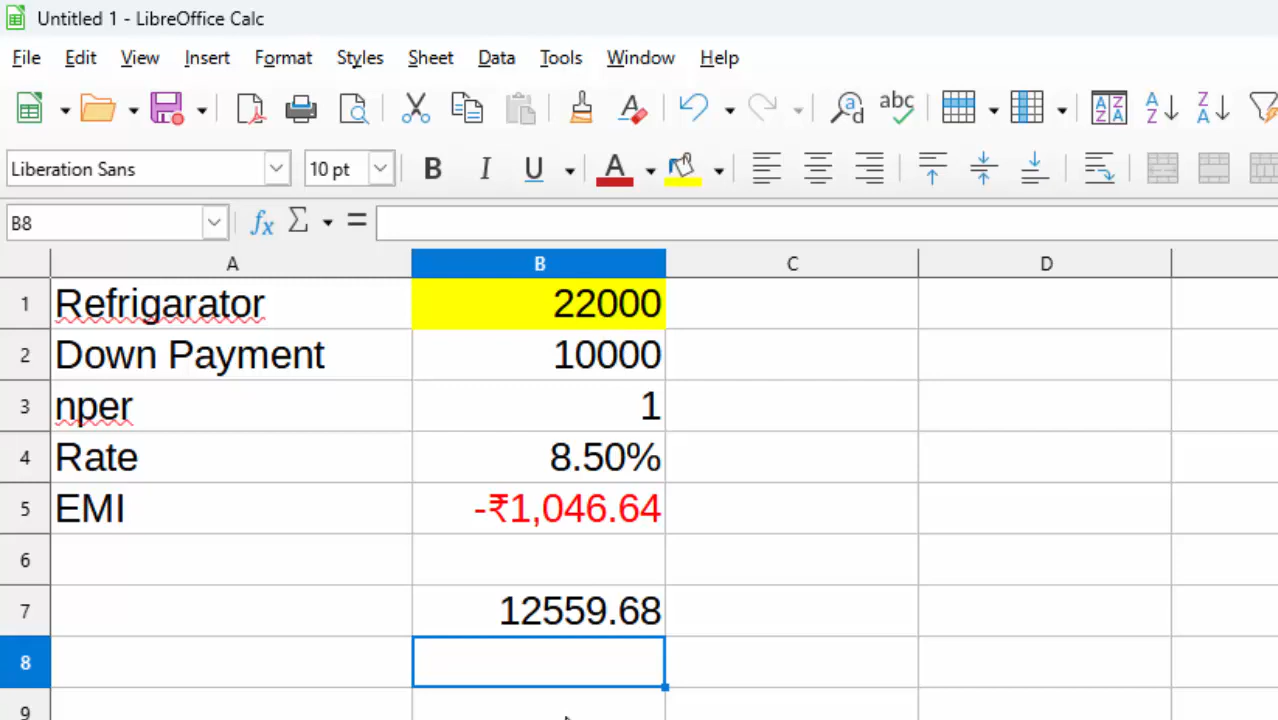 Untitled 1 - LibreOffice Calc
File Edit View Insert Format Styles Sheet Data Tools Window Help
Liberation Sans 10 pt B I U A
B8 fx Σ =
A B C D
1 Refrigarator 22000
2 Down Payment 10000
3 nper 1
4 Rate 8.50%
5 EMI -₹1,046.64
6
7 12559.68
8
9